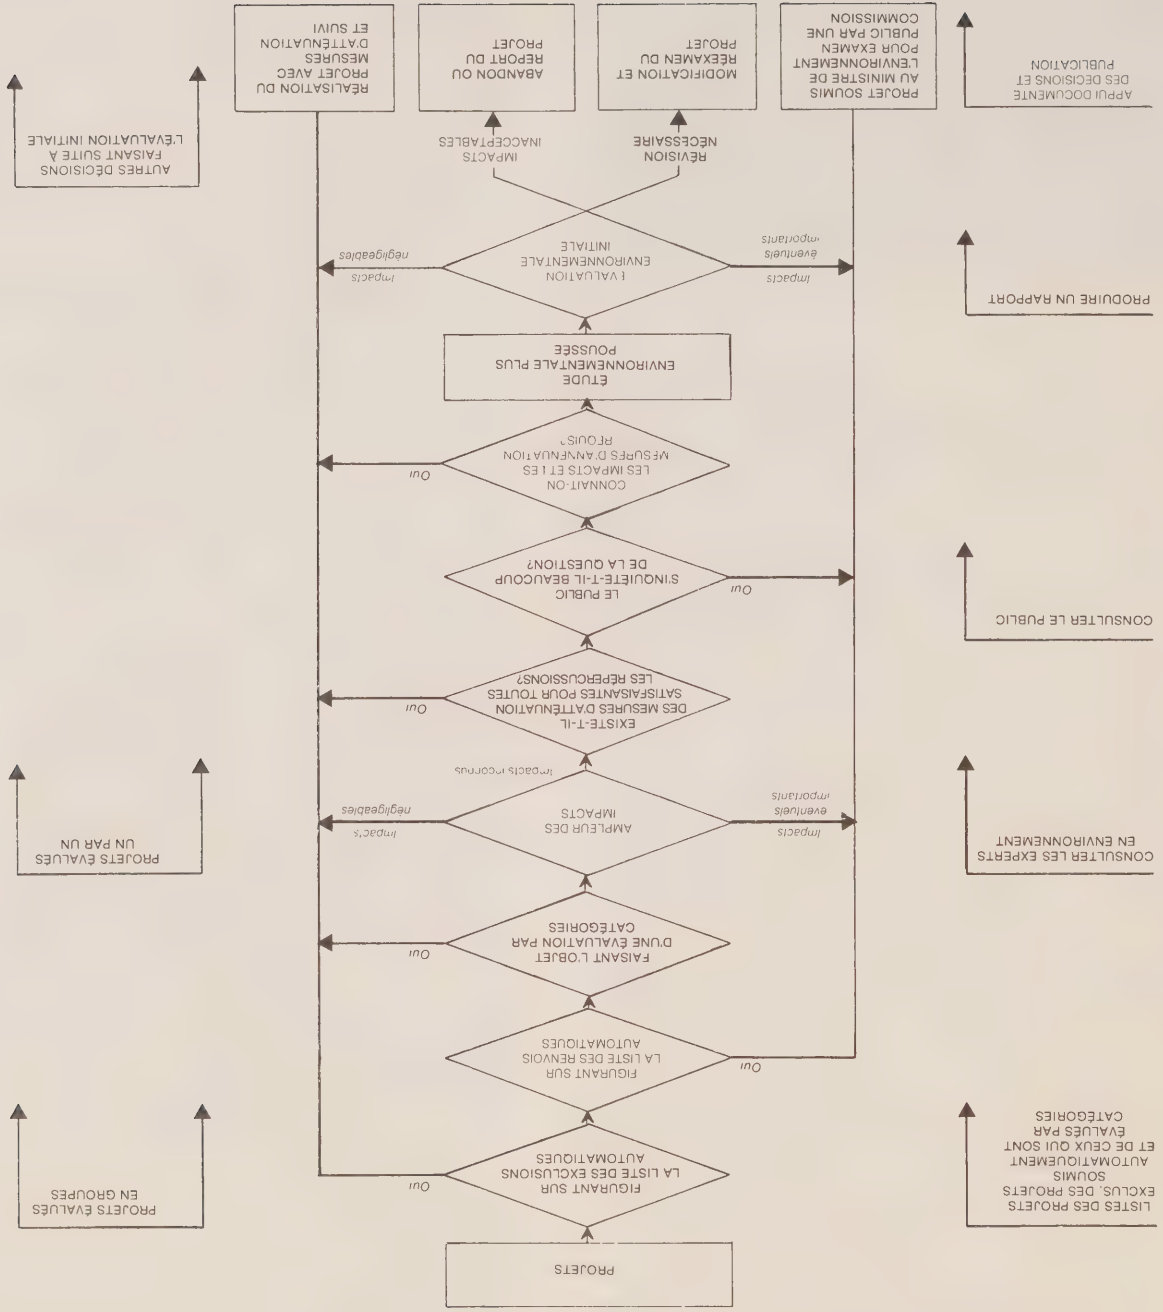 PROJETS
LISTES DES PROJETS
EXCLUS. DES PROJETS
SOUMIS
AUTOMATIQUEMENT
ET DE CEUX QUI SONT
ÉVALUÉS PAR
CATÉGORIES
FIGURANT SUR
LA LISTE DES EXCLUSIONS
AUTOMATIQUES
Oui
PROJETS ÉVALUÉS
EN GROUPES
FIGURANT SUR
LA LISTE DES RENVOIS
AUTOMATIQUES
Oui
FAISANT L'OBJET
D'UNE ÉVALUATION PAR
CATÉGORIES
Oui
CONSULTER LES EXPERTS
EN ENVIRONNEMENT
PROJETS ÉVALUÉS
UN PAR UN
Impacts
éventuels
importants
AMPLEUR DES
IMPACTS
Impacts
négligeables
Impacts inconnus
EXISTE-T-IL
DES MESURES D'ATTÉNUATION
SATISFAISANTES POUR TOUTES
LES RÉPERCUSSIONS?
Oui
CONSULTER LE PUBLIC
Oui
LE PUBLIC
S'INQUIÈTE-T-IL BEAUCOUP
DE LA QUESTION?
CONNAIT-ON
LES IMPACTS ET LES
MESURES D'ANNENUATION
REQUIS?
Oui
ÉTUDE
ENVIRONNEMENTALE PLUS
POUSSÉE
PRODUIRE UN RAPPORT
Impacts
éventuels
importants
ÉVALUATION
ENVIRONNEMENTALE
INITIALE
Impacts
négligeables
AUTRES DÉCISIONS
FAISANT SUITE À
L'ÉVALUATION INITIALE
RÉVISION
NÉCESSAIRE
IMPACTS
INACCEPTABLES
APPUI DOCUMENTÉ
DES DÉCISIONS ET
PUBLICATION
PROJET SOUMIS
AU MINISTRE DE
L'ENVIRONNEMENT
POUR EXAMEN
PUBLIC PAR UNE
COMMISSION
MODIFICATION ET
RÉEXAMEN DU
PROJET
ABANDON OU
REPORT DU
PROJET
RÉALISATION DU
PROJET AVEC
MESURES
D'ATTÉNUATION
ET SUIVI